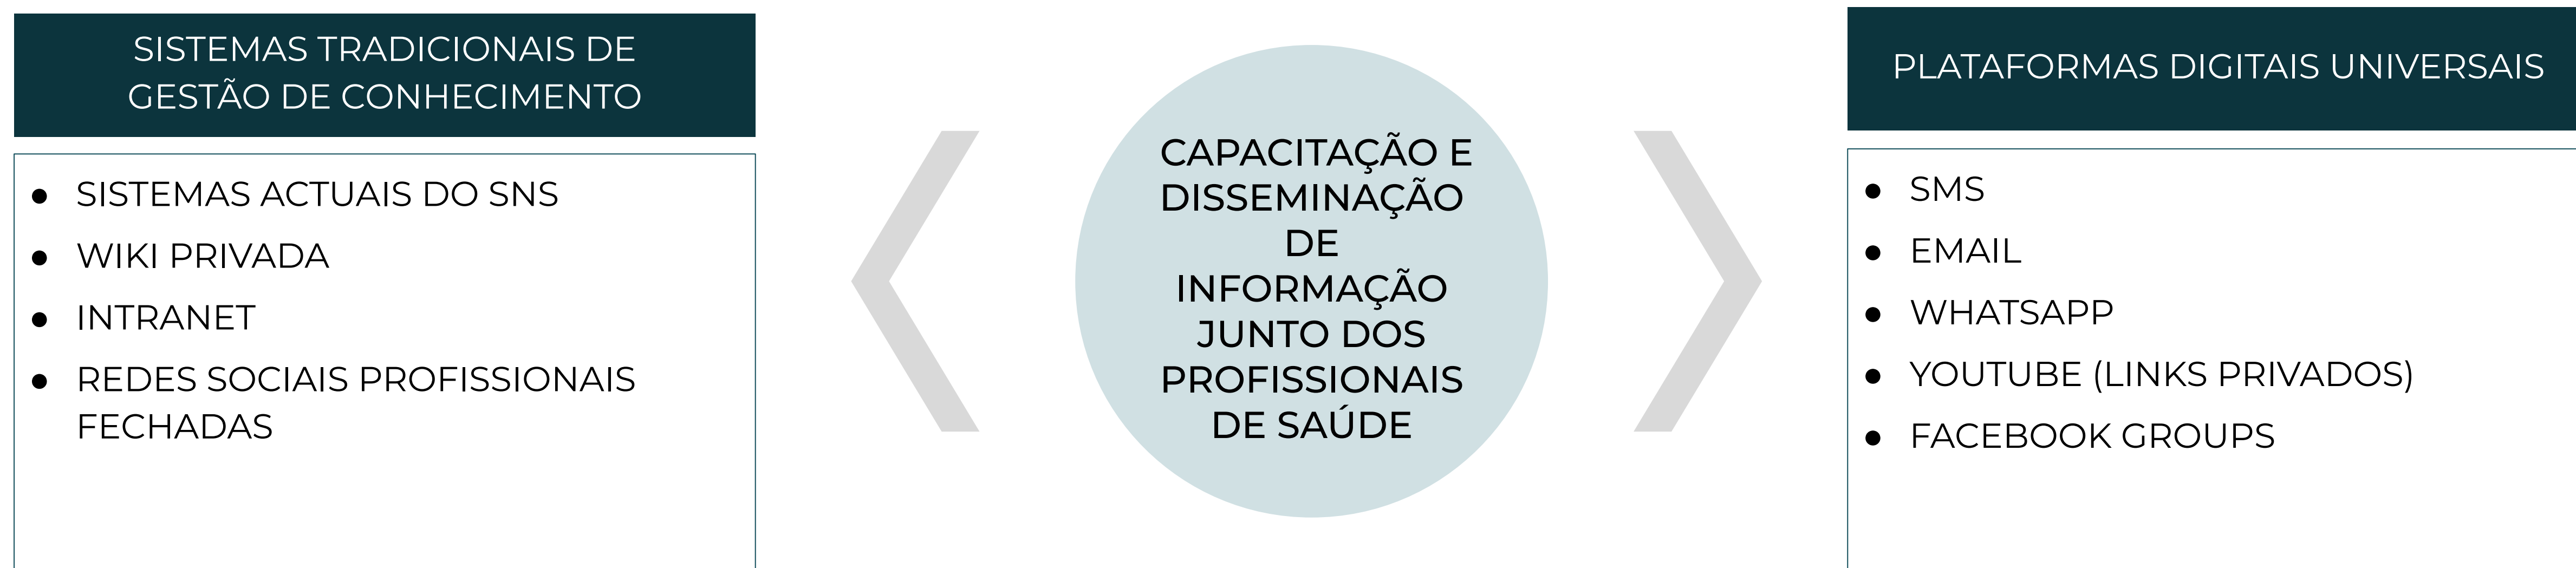 SISTEMAS TRADICIONAIS DE
GESTÃO DE CONHECIMENTO
● SISTEMAS ACTUAIS DO SNS
● WIKI PRIVADA
● INTRANET
● REDES SOCIAIS PROFISSIONAIS
FECHADAS
CAPACITAÇÃO E
DISSEMINAÇÃO
DE
INFORMAÇÃO
JUNTO DOS
PROFISSIONAIS
DE SAÚDE
PLATAFORMAS DIGITAIS UNIVERSAIS
● SMS
● EMAIL
● WHATSAPP
● YOUTUBE (LINKS PRIVADOS)
● FACEBOOK GROUPS